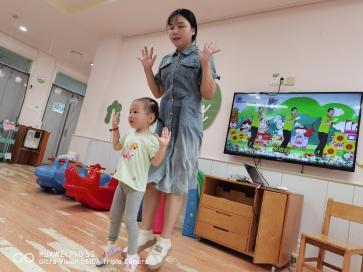 HUAWEI P40 5G
Ultra Vision LEICA Triple Camera